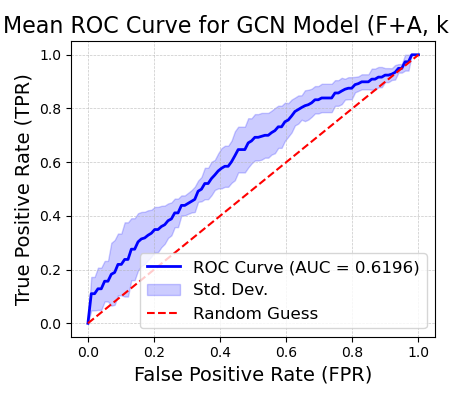 Mean ROC Curve for GCN Model (F+A, k
True Positive Rate (TPR)
1.0
0.8
0.6
0.4
0.2
0.0
ROC Curve (AUC = 0.6196)
Std. Dev.
Random Guess
0.0 0.2 0.4 0.6 0.8 1.0
False Positive Rate (FPR)